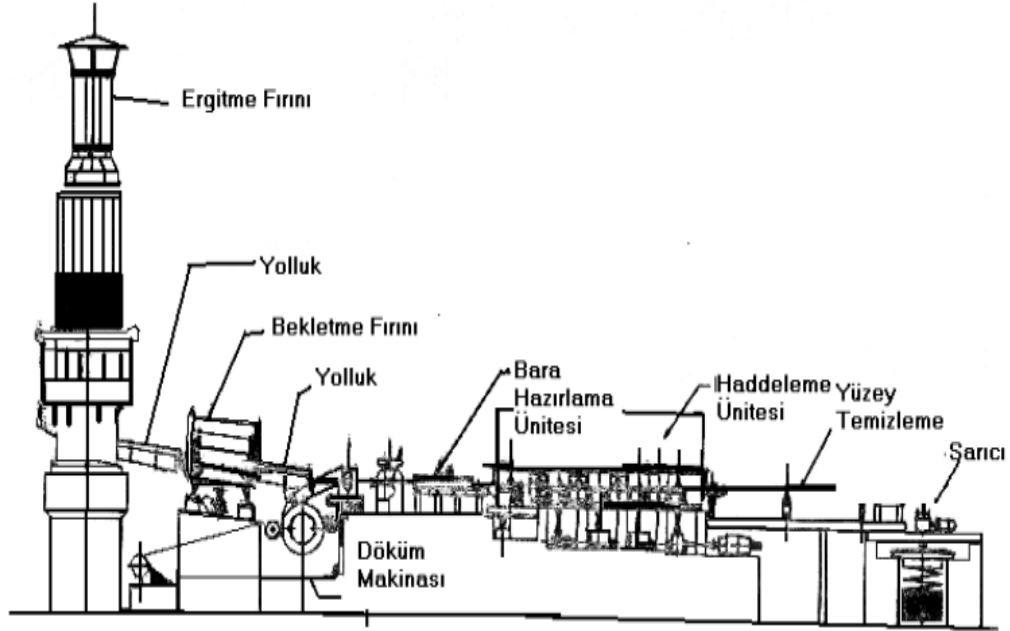 Ergitme Fırını
Yolluk
Bekletme Fırını
Yolluk
Bara
Hazırlama
Ünitesi
Haddeleme
Ünitesi
Yüzey
Temizleme
Sarıcı
Döküm
Makinası